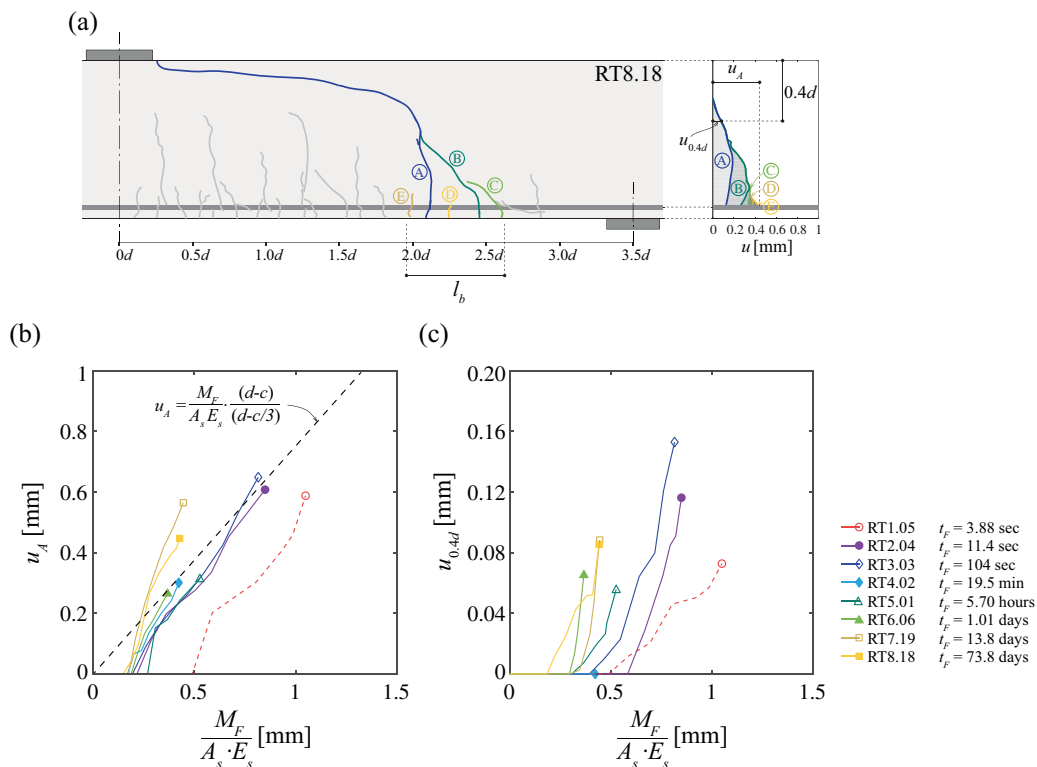 (a)
RT8.18
A
B
C
D
E
0d 0.5d 1.0d 1.5d 2.0d 2.5d 3.0d 3.5d
l_b
u_A
0.4d
u_0.4d
A
B
C
D
E
0 0.2 0.4 0.6 0.8 1
u [mm]
(b)
u_A = M_F / A_s E_s · (d-c) / (d-c/3)
1
0.8
0.6
0.4
0.2
0
0 0.5 1 1.5
u_A [mm]
M_F / A_s · E_s [mm]
(c)
0.20
0.16
0.12
0.08
0.04
0
0 0.5 1 1.5
u_0.4d [mm]
M_F / A_s · E_s [mm]
RT1.05 t_F = 3.88 sec
RT2.04 t_F = 11.4 sec
RT3.03 t_F = 104 sec
RT4.02 t_F = 19.5 min
RT5.01 t_F = 5.70 hours
RT6.06 t_F = 1.01 days
RT7.19 t_F = 13.8 days
RT8.18 t_F = 73.8 days